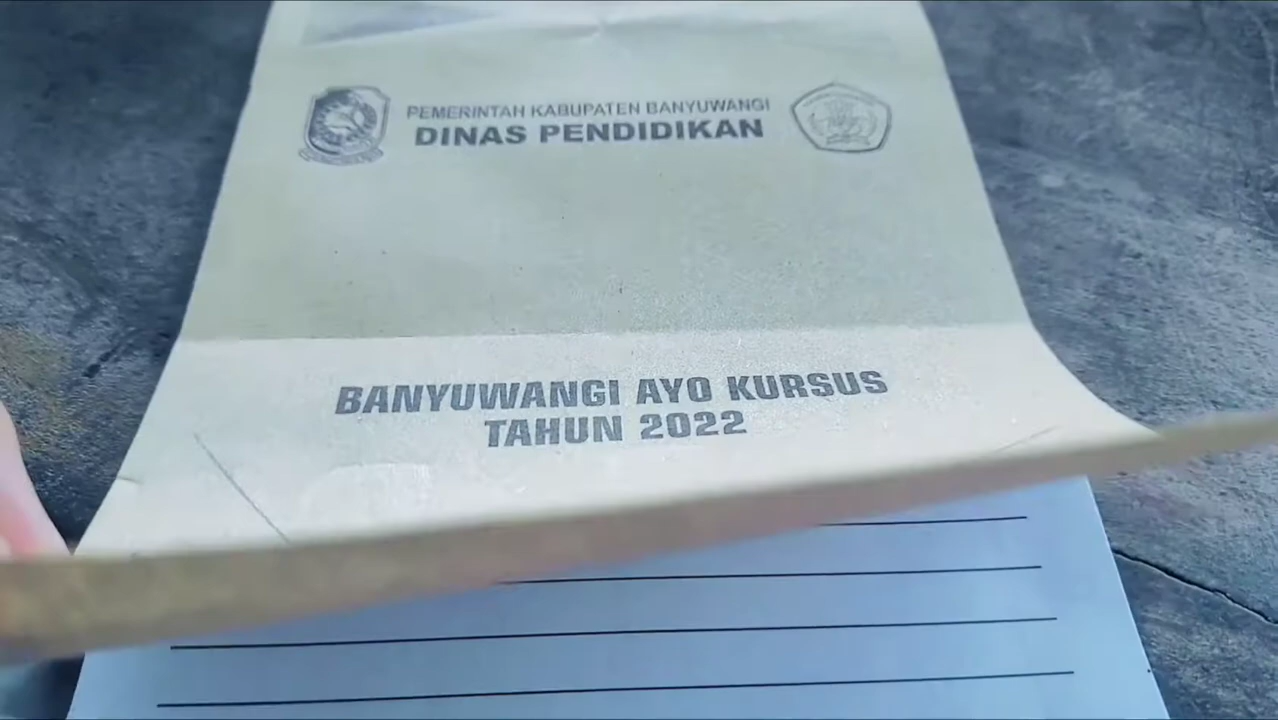 PEMERINTAH KABUPATEN BANYUWANGI
DINAS PENDIDIKAN
BANYUWANGI AYO KURSUS
TAHUN 2022